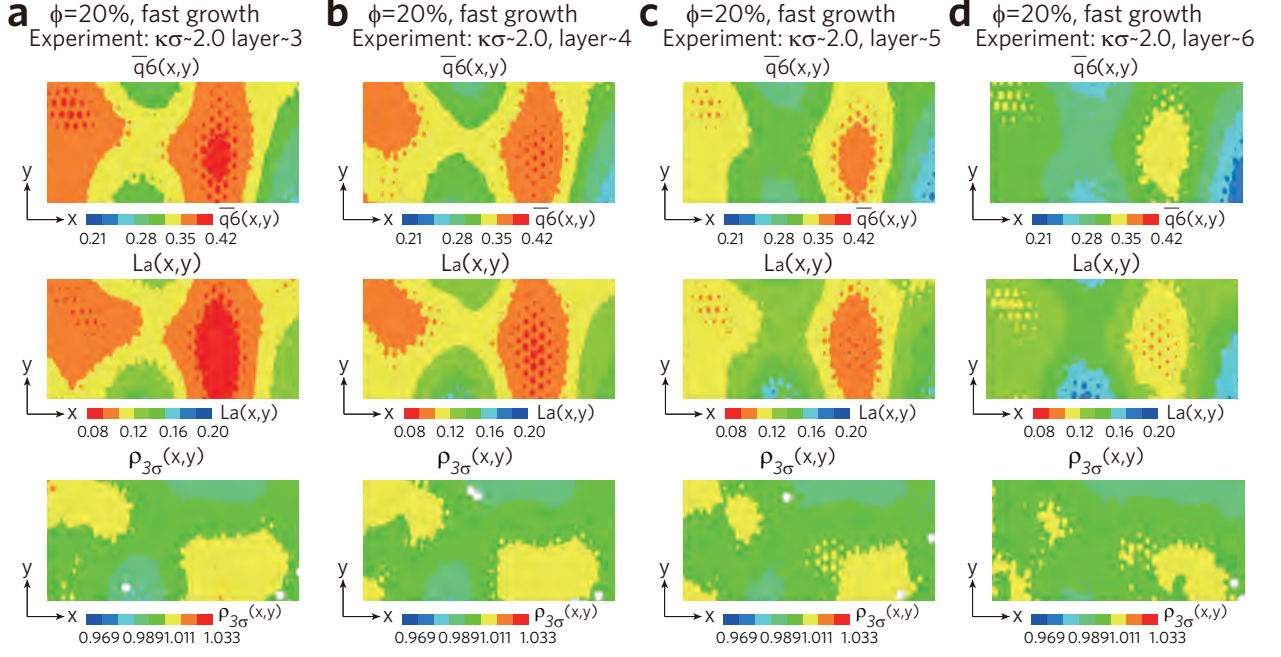 a φ=20%, fast growth
Experiment: κσ~2.0 layer~3
q̅6(x,y)
y
x
q̅6(x,y)
0.21 0.28 0.35 0.42
La(x,y)
y
x
La(x,y)
0.08 0.12 0.16 0.20
ρ3σ(x,y)
y
x
ρ3σ(x,y)
0.969 0.9891.011 1.033
b φ=20%, fast growth
Experiment: κσ~2.0, layer~4
q̅6(x,y)
y
x
q̅6(x,y)
0.21 0.28 0.35 0.42
La(x,y)
y
x
La(x,y)
0.08 0.12 0.16 0.20
ρ3σ(x,y)
y
x
ρ3σ(x,y)
0.969 0.9891.011 1.033
c φ=20%, fast growth
Experiment: κσ~2.0, layer~5
q̅6(x,y)
y
x
q̅6(x,y)
0.21 0.28 0.35 0.42
La(x,y)
y
x
La(x,y)
0.08 0.12 0.16 0.20
ρ3σ(x,y)
y
x
ρ3σ(x,y)
0.969 0.9891.011 1.033
d φ=20%, fast growth
Experiment: κσ~2.0, layer~6
q̅6(x,y)
y
x
q̅6(x,y)
0.21 0.28 0.35 0.42
La(x,y)
y
x
La(x,y)
0.08 0.12 0.16 0.20
ρ3σ(x,y)
y
x
ρ3σ(x,y)
0.969 0.9891.011 1.033